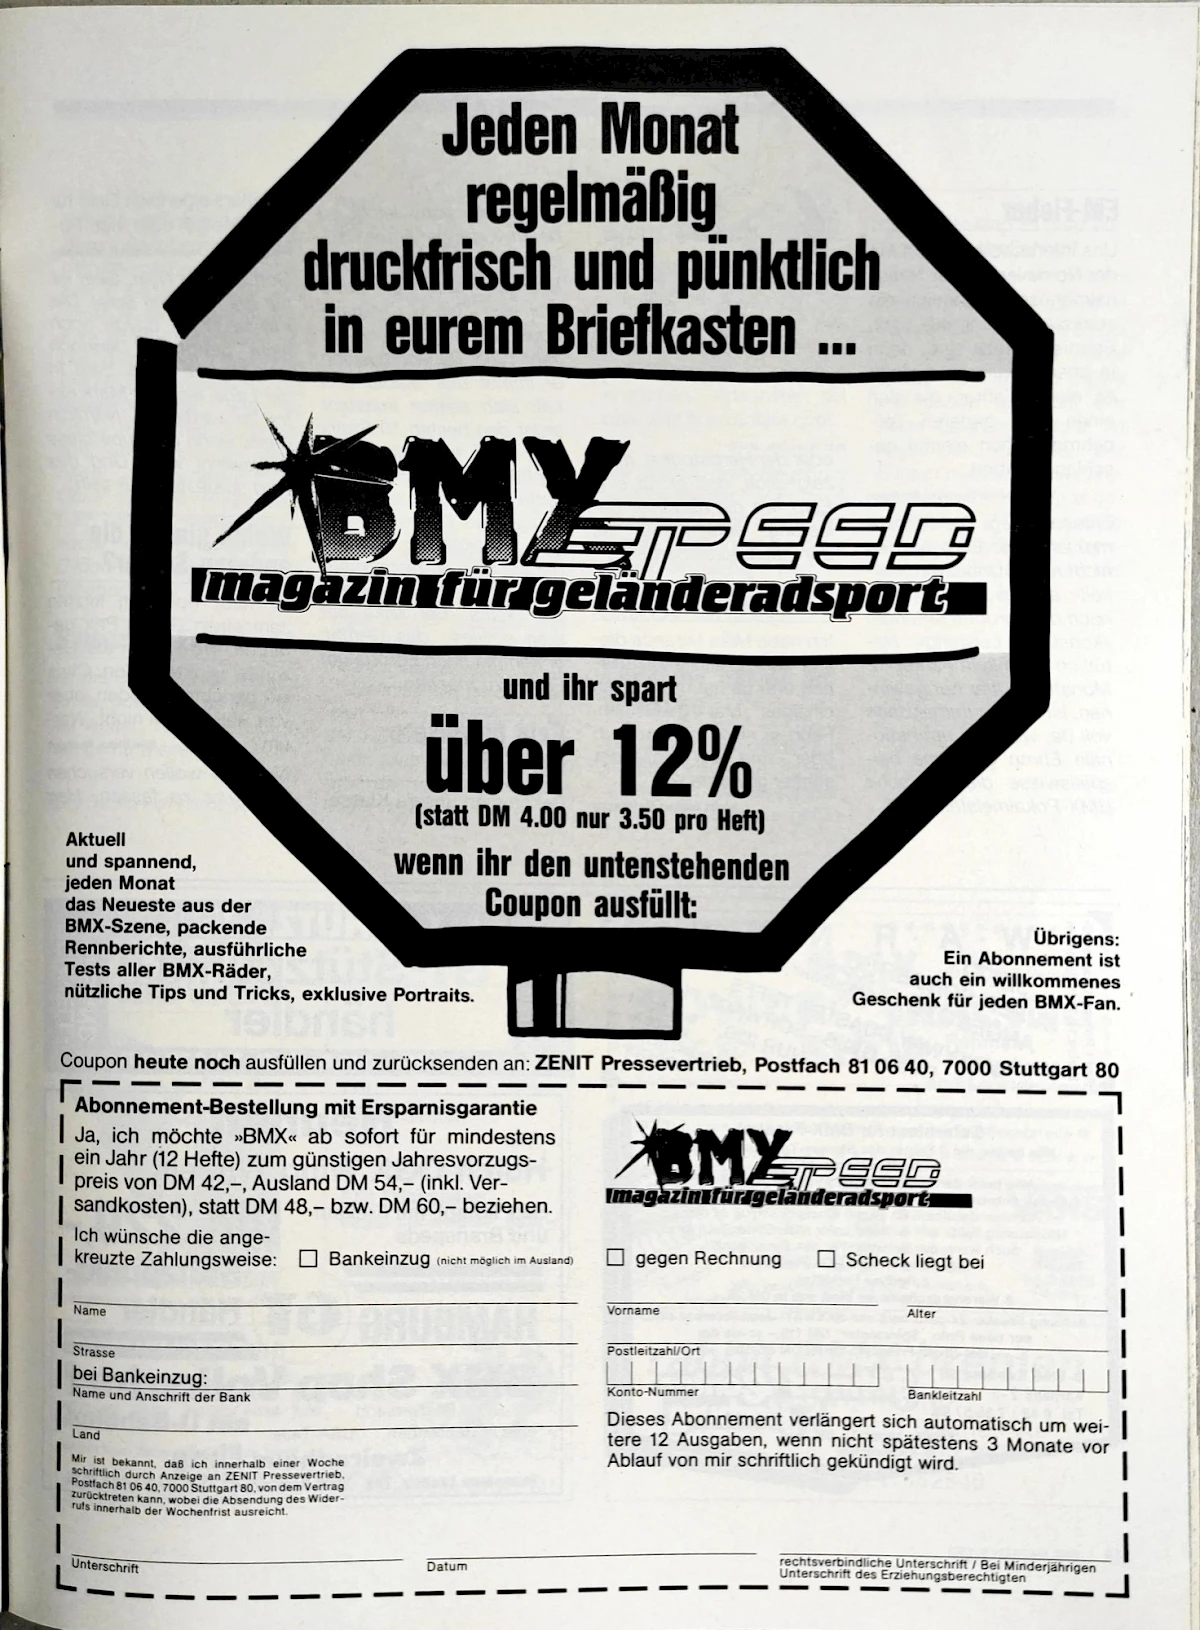 Jeden Monat
regelmäßig
druckfrisch und pünktlich
in eurem Briefkasten ...
BMX SPEED
magazin für geländeradsport
und ihr spart
über 12%
(statt DM 4.00 nur 3.50 pro Heft)
wenn ihr den untenstehenden
Coupon ausfüllt:
Aktuell
und spannend,
jeden Monat
das Neueste aus der
BMX-Szene, packende
Rennberichte, ausführliche
Tests aller BMX-Räder,
nützliche Tips und Tricks, exklusive Portraits.
Übrigens:
Ein Abonnement ist
auch ein willkommenes
Geschenk für jeden BMX-Fan.
Coupon heute noch ausfüllen und zurücksenden an: ZENIT Pressevertrieb, Postfach 81 06 40, 7000 Stuttgart 80
Abonnement-Bestellung mit Ersparnisgarantie
Ja, ich möchte »BMX« ab sofort für mindestens
ein Jahr (12 Hefte) zum günstigen Jahresvorzugs-
preis von DM 42,–, Ausland DM 54,– (inkl. Ver-
sandkosten), statt DM 48,– bzw. DM 60,– beziehen.
BMX SPEED
magazin für geländeradsport
Ich wünsche die ange-
kreuzte Zahlungsweise: Bankeinzug (nicht möglich im Ausland) gegen Rechnung Scheck liegt bei
Name Vorname Alter
Strasse Postleitzahl/Ort
bei Bankeinzug:
Name und Anschrift der Bank Konto-Nummer Bankleitzahl
Land
Dieses Abonnement verlängert sich automatisch um wei-
tere 12 Ausgaben, wenn nicht spätestens 3 Monate vor
Ablauf von mir schriftlich gekündigt wird.
Mir ist bekannt, daß ich innerhalb einer Woche
schriftlich durch Anzeige an ZENIT Pressevertrieb,
Postfach 81 06 40, 7000 Stuttgart 80, von dem Vertrag
zurücktreten kann, wobei die Absendung des Wider-
rufs innerhalb der Wochenfrist ausreicht.
Unterschrift Datum rechtsverbindliche Unterschrift / Bei Minderjährigen
Unterschrift des Erziehungsberechtigten